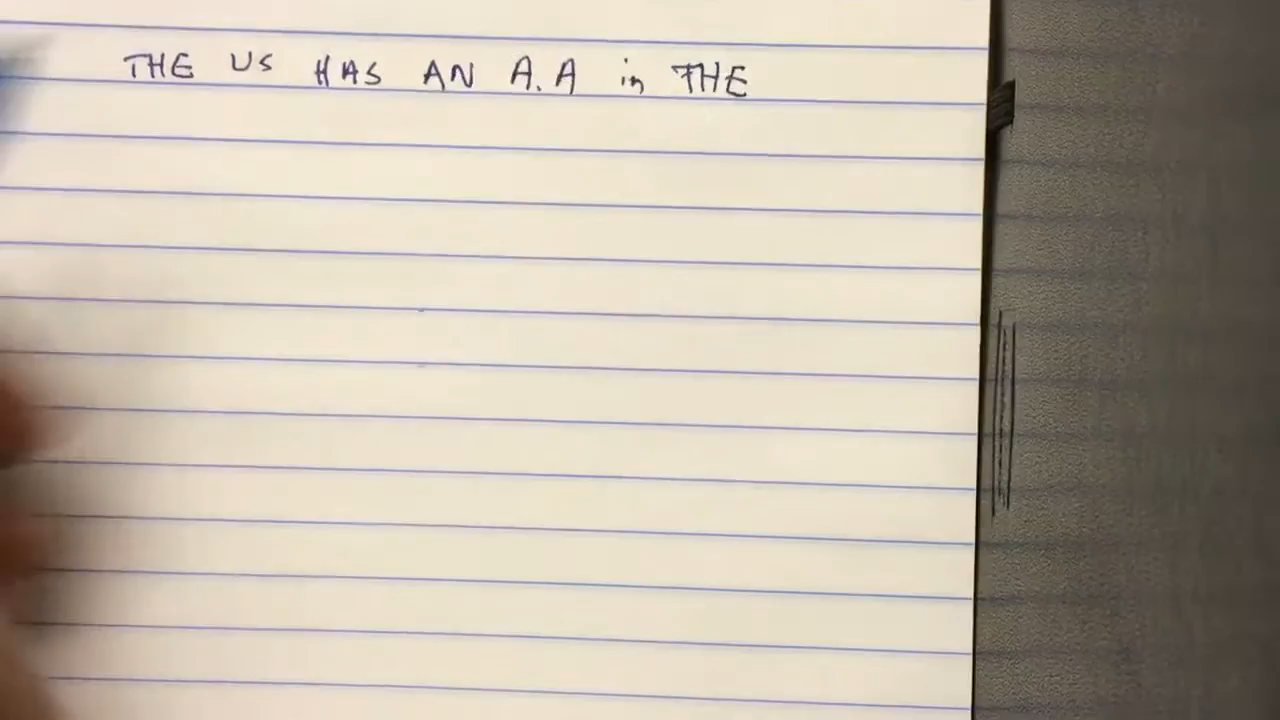 THE US HAS AN A.A in THE